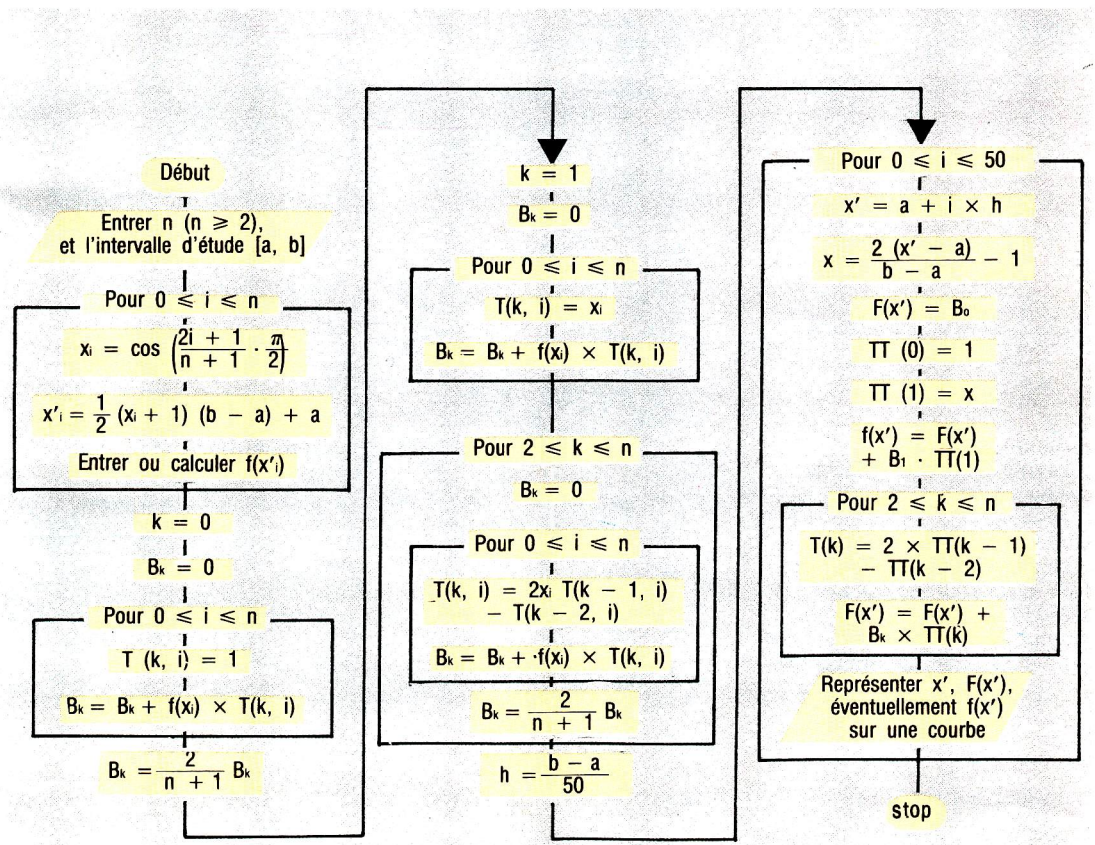 Début
Entrer n (n ⩾ 2),
et l'intervalle d'étude [a, b]
Pour 0 ⩽ i ⩽ n
xᵢ = cos (2i + 1 / n + 1 · π / 2)
x'ᵢ = 1/2 (xᵢ + 1) (b − a) + a
Entrer ou calculer f(x'ᵢ)
k = 0
Bₖ = 0
Pour 0 ⩽ i ⩽ n
T (k, i) = 1
Bₖ = Bₖ + f(xᵢ) × T(k, i)
Bₖ = 2 / n + 1 Bₖ
k = 1
Bₖ = 0
Pour 0 ⩽ i ⩽ n
T(k, i) = xᵢ
Bₖ = Bₖ + f(xᵢ) × T(k, i)
Pour 2 ⩽ k ⩽ n
Bₖ = 0
Pour 0 ⩽ i ⩽ n
T(k, i) = 2xᵢ T(k − 1, i)
− T(k − 2, i)
Bₖ = Bₖ + ·f(xᵢ) × T(k, i)
Bₖ = 2 / n + 1 Bₖ
h = b − a / 50
Pour 0 ⩽ i ⩽ 50
x' = a + i × h
x = 2 (x' − a) / b − a − 1
F(x') = B₀
TT (0) = 1
TT (1) = x
f(x') = F(x')
+ B₁ · TT(1)
Pour 2 ⩽ k ⩽ n
T(k) = 2 × TT(k − 1)
− TT(k − 2)
F(x') = F(x') +
Bₖ × TT(k)
Représenter x', F(x'),
éventuellement f(x')
sur une courbe
stop